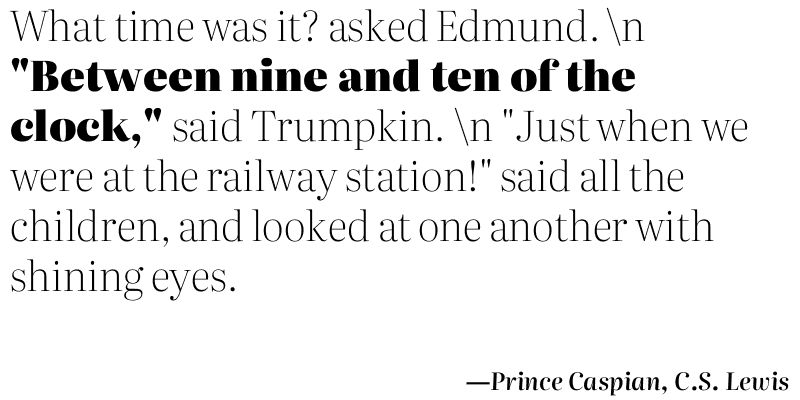 What time was it? asked Edmund. \n
"Between nine and ten of the
clock," said Trumpkin. \n "Just when we
were at the railway station!" said all the
children, and looked at one another with
shining eyes.
—Prince Caspian, C.S. Lewis